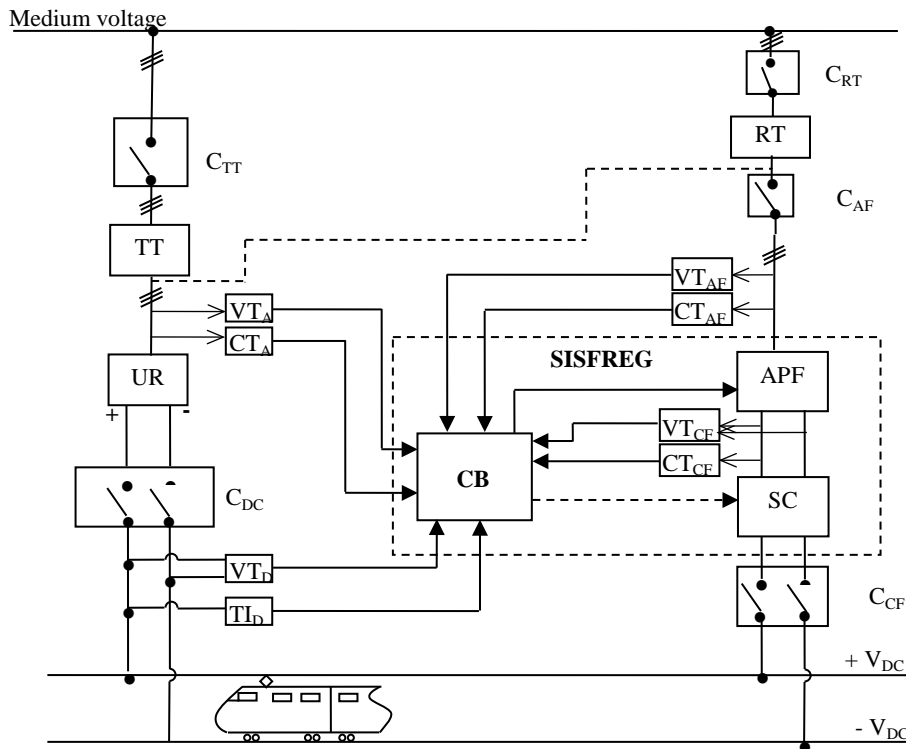 Medium voltage
C_RT
RT
C_TT
C_AF
TT
VT_AF
VT_A
CT_AF
CT_A
SISFREG
UR
APF
+ -
VT_CF
CB
CT_CF
C_DC
SC
VT_D
C_CF
TI_D
+ V_DC
- V_DC